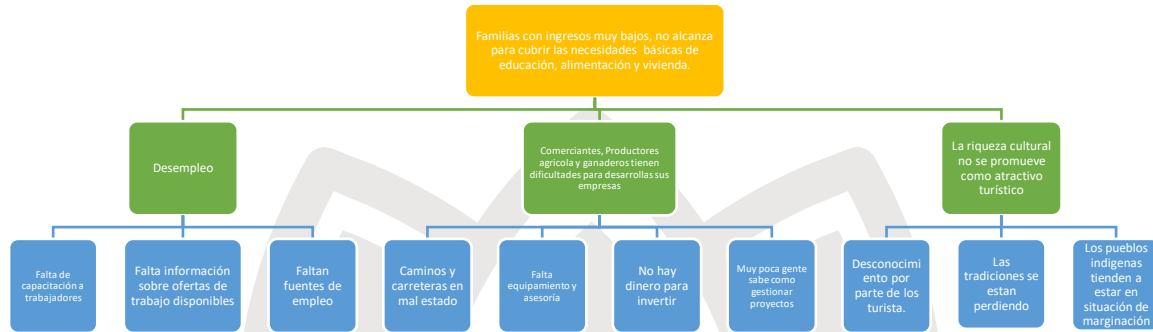 Familias con ingresos muy bajos, no alcanza
para cubrir las necesidades básicas de
educación, alimentación y vivienda.
Desempleo
Comerciantes, Productores
agricola y ganaderos tienen
dificultades para desarrollas sus
empresas
La riqueza cultural
no se promueve
como atractivo
turístico
Falta de
capacitación a
trabajadores
Falta información
sobre ofertas de
trabajo disponibles
Faltan
fuentes de
empleo
Caminos y
carreteras en
mal estado
Falta
equipamiento y
asesoría
No hay
dinero para
invertir
Muy poca gente
sabe como
gestionar
proyectos
Desconocimi
ento por
parte de los
turista.
Las
tradiciones se
estan
perdiendo
Los pueblos
indigenas
tienden a
estar en
situación de
marginación